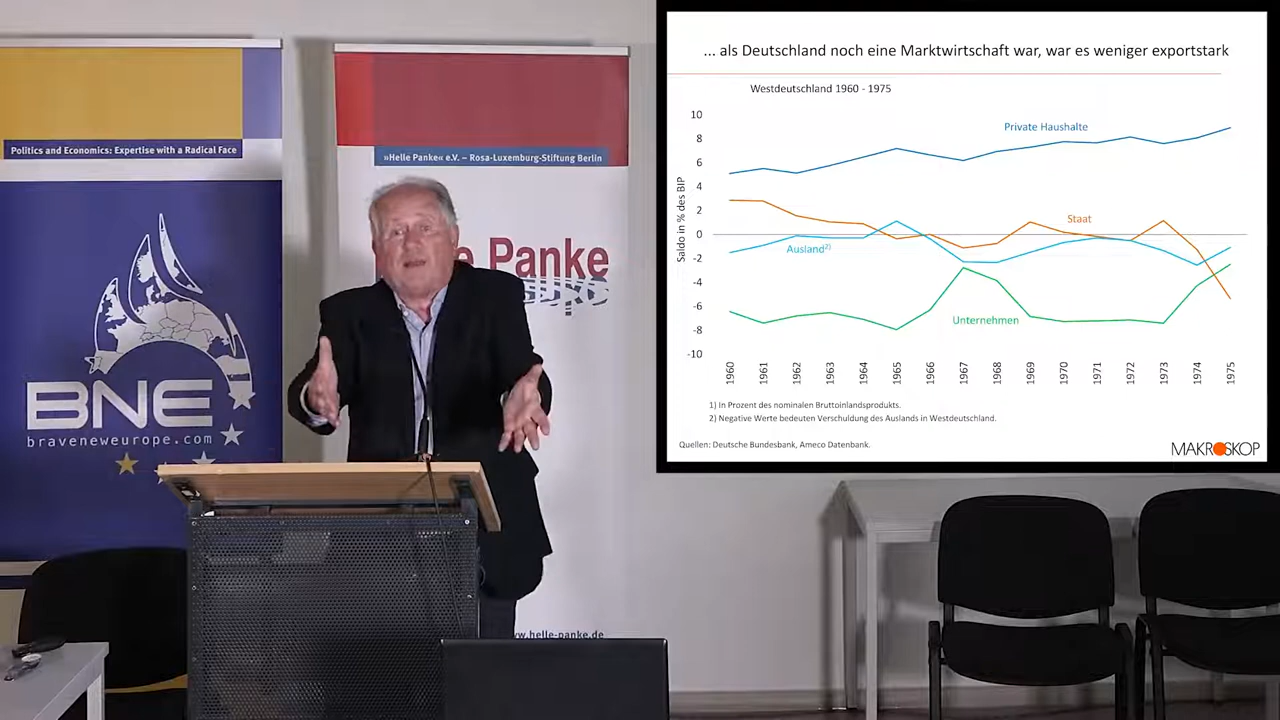 Politics and Economics: Expertise with a Radical Face
BNE
braveneweurope.com
»Helle Panke« e.V. – Rosa-Luxemburg-Stiftung Berlin
Panke
www.helle-panke.de
... als Deutschland noch eine Marktwirtschaft war, war es weniger exportstark
Westdeutschland 1960 - 1975
Saldo in % des BIP
10
8
6
4
2
0
-2
-4
-6
-8
-10
Private Haushalte
Staat
Ausland²⁾
Unternehmen
1960
1961
1962
1963
1964
1965
1966
1967
1968
1969
1970
1971
1972
1973
1974
1975
1) In Prozent des nominalen Bruttoinlandsprodukts.
2) Negative Werte bedeuten Verschuldung des Auslands in Westdeutschland.
Quellen: Deutsche Bundesbank, Ameco Datenbank.
MAKROSKOP